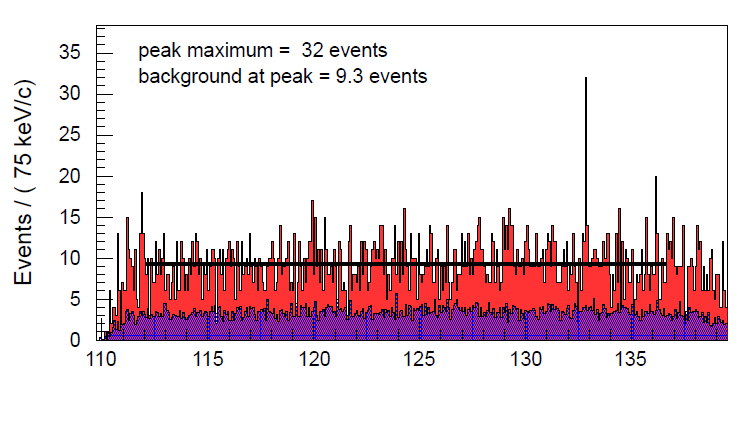 peak maximum = 32 events
background at peak = 9.3 events
Events / ( 75 keV/c)
35
30
25
20
15
10
5
0
110 115 120 125 130 135